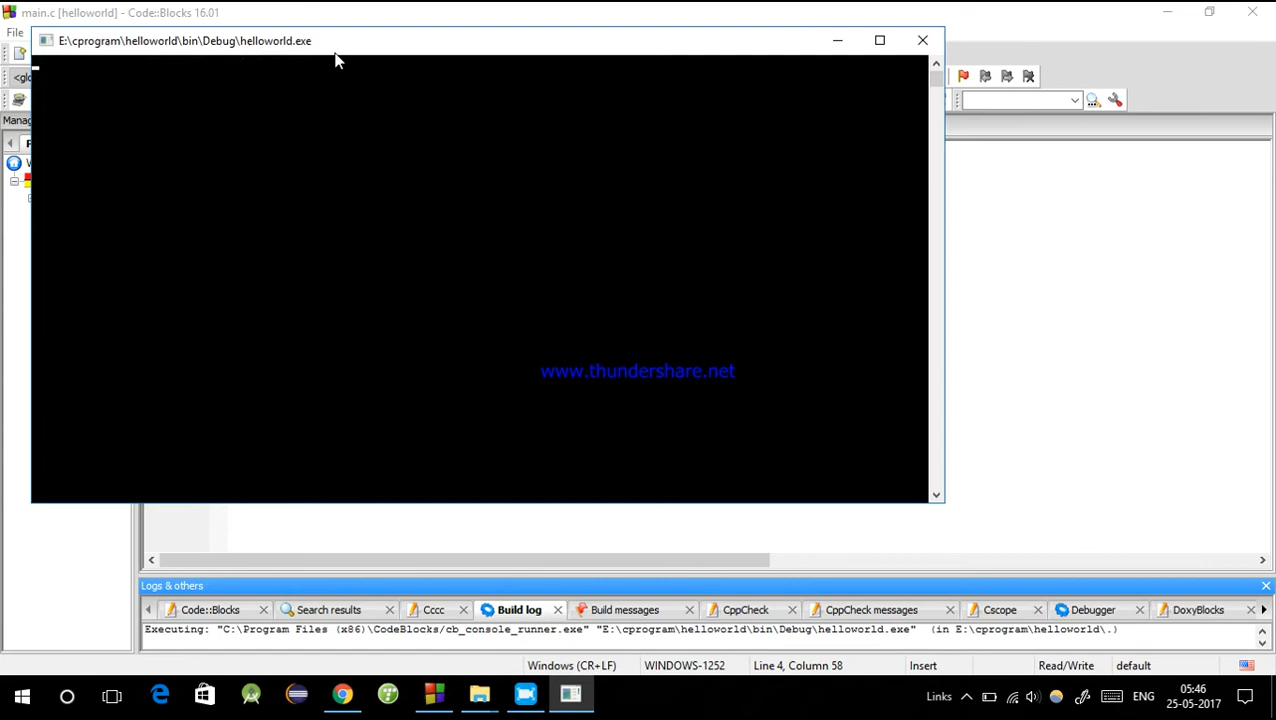 main.c [helloworld] - Code::Blocks 16.01
File
E:\cprogram\helloworld\bin\Debug\helloworld.exe
<glo
Manag
www.thundershare.net
Logs & others
Code::Blocks
Search results
Cccc
Build log
Build messages
CppCheck
CppCheck messages
Cscope
Debugger
DoxyBlocks
Executing: "C:\Program Files (x86)\CodeBlocks/cb_console_runner.exe" "E:\cprogram\helloworld\bin\Debug\helloworld.exe"  (in E:\cprogram\helloworld\.)
Windows (CR+LF)
WINDOWS-1252
Line 4, Column 58
Insert
Read/Write
default
Links
ENG
05:46
25-05-2017